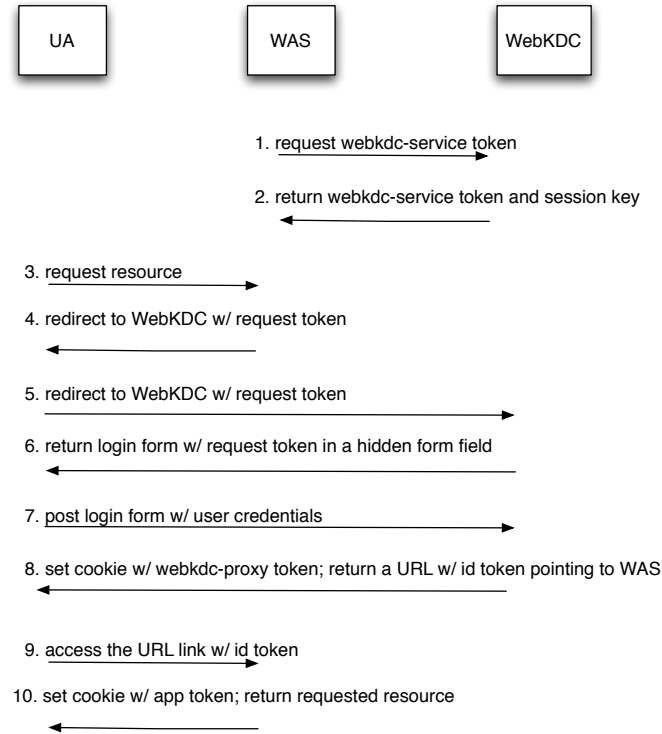 UA
WAS
WebKDC
1. request webkdc-service token
2. return webkdc-service token and session key
3. request resource
4. redirect to WebKDC w/ request token
5. redirect to WebKDC w/ request token
6. return login form w/ request token in a hidden form field
7. post login form w/ user credentials
8. set cookie w/ webkdc-proxy token; return a URL w/ id token pointing to WAS
9. access the URL link w/ id token
10. set cookie w/ app token; return requested resource